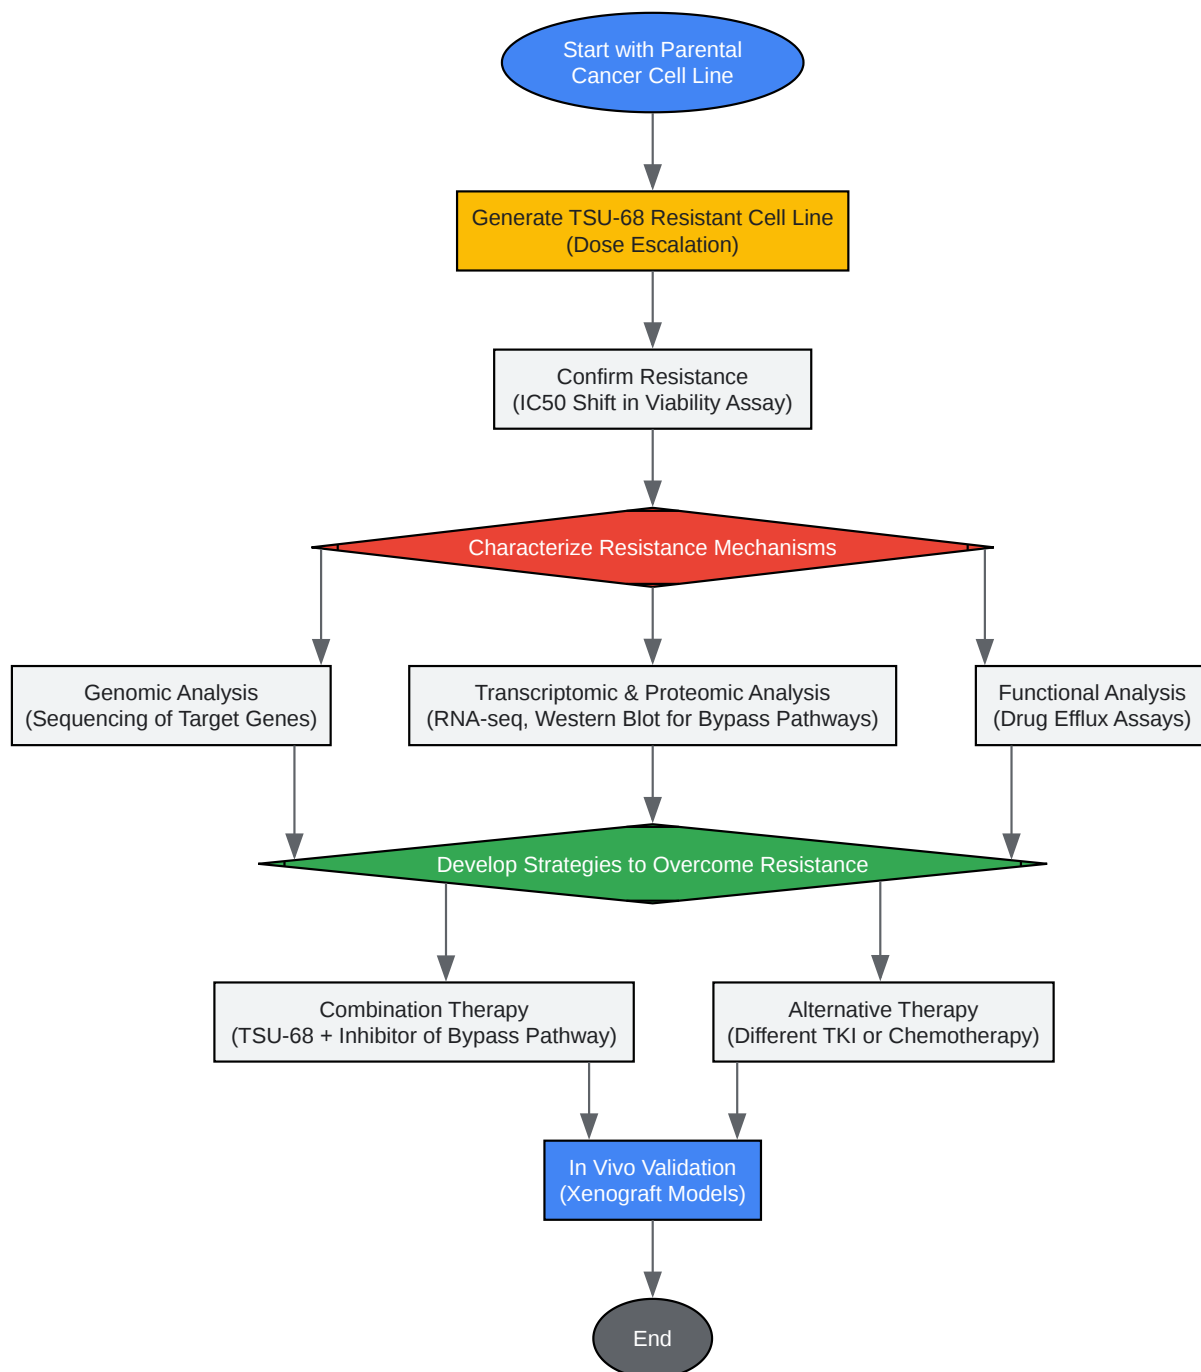 Start with Parental
Cancer Cell Line
Generate TSU-68 Resistant Cell Line
(Dose Escalation)
Confirm Resistance
(IC50 Shift in Viability Assay)
Characterize Resistance Mechanisms
Genomic Analysis
(Sequencing of Target Genes)
Transcriptomic & Proteomic Analysis
(RNA-seq, Western Blot for Bypass Pathways)
Functional Analysis
(Drug Efflux Assays)
Develop Strategies to Overcome Resistance
Combination Therapy
(TSU-68 + Inhibitor of Bypass Pathway)
Alternative Therapy
(Different TKI or Chemotherapy)
In Vivo Validation
(Xenograft Models)
End